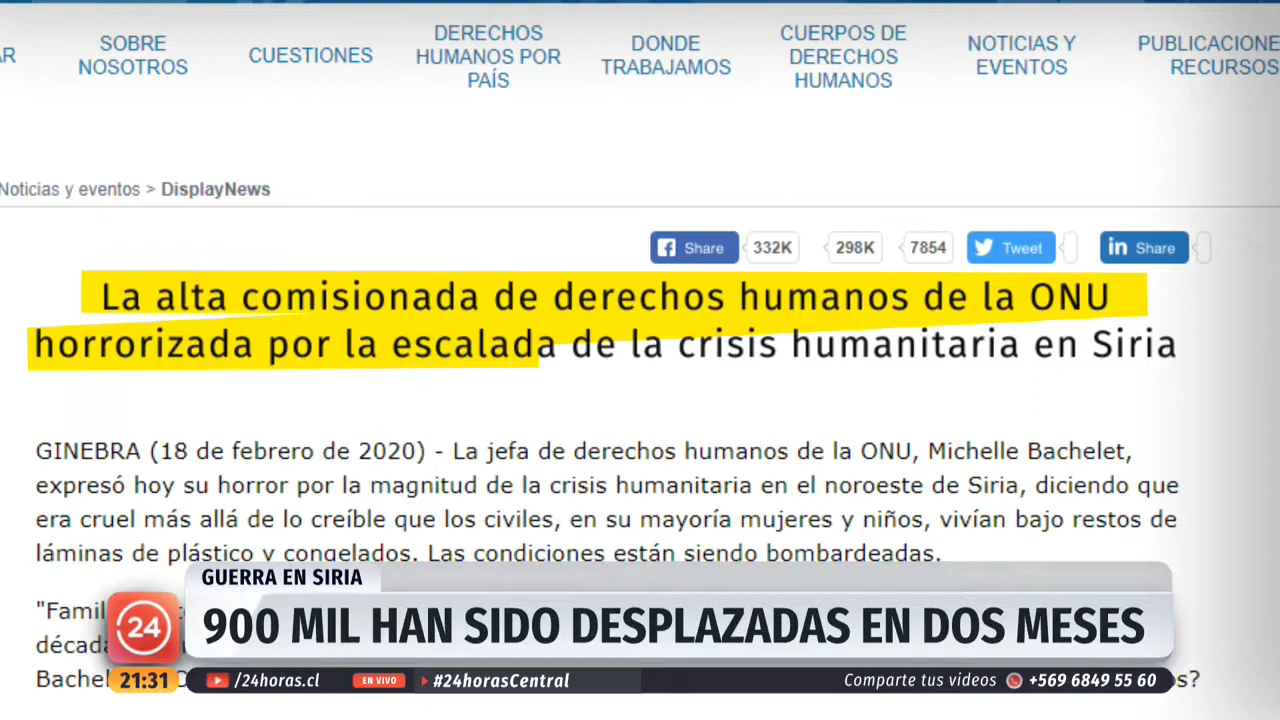 AR
SOBRE NOSOTROS
CUESTIONES
DERECHOS HUMANOS POR PAÍS
DONDE TRABAJAMOS
CUERPOS DE DERECHOS HUMANOS
NOTICIAS Y EVENTOS
PUBLICACIONE RECURSOS
Noticias y eventos > DisplayNews
Share 332K 298K 7854 Tweet Share
La alta comisionada de derechos humanos de la ONU
horrorizada por la escalada de la crisis humanitaria en Siria
GINEBRA (18 de febrero de 2020) - La jefa de derechos humanos de la ONU, Michelle Bachelet,
expresó hoy su horror por la magnitud de la crisis humanitaria en el noroeste de Siria, diciendo que
era cruel más allá de lo creíble que los civiles, en su mayoría mujeres y niños, vivían bajo restos de
láminas de plástico y congelados. Las condiciones están siendo bombardeadas.
GUERRA EN SIRIA
"Famil
24
900 MIL HAN SIDO DESPLAZADAS EN DOS MESES
década
Bachel
21:31
/24horas.cl
EN VIVO
#24horasCentral
Comparte tus videos +569 6849 55 60
s?